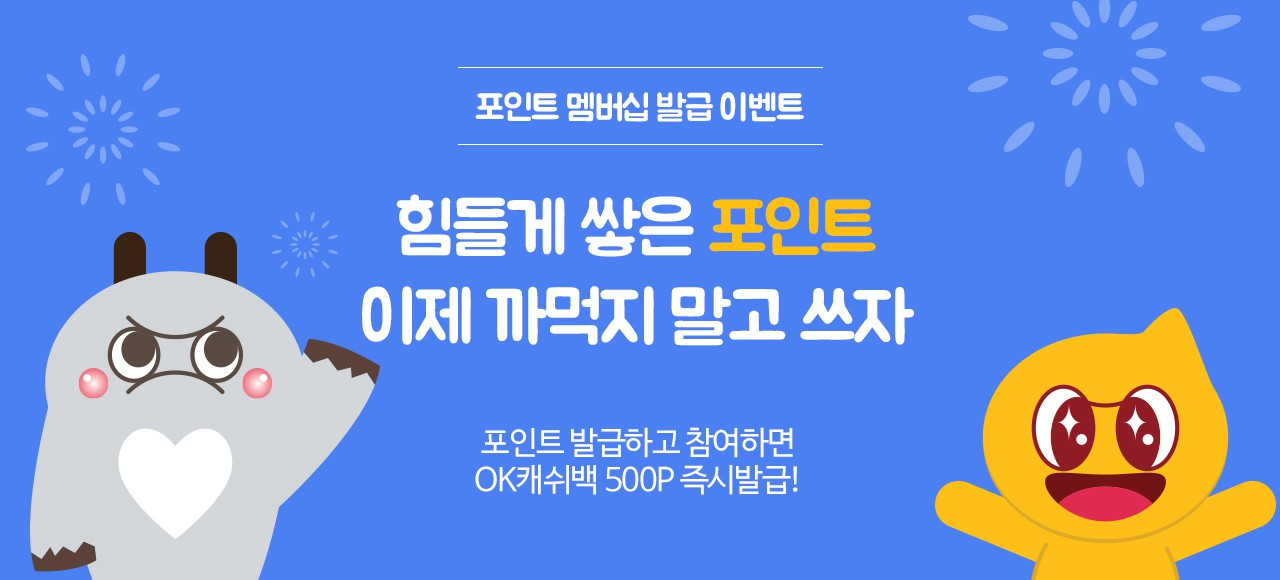 포인트 멤버십 발급 이벤트
힘들게 쌓은 포인트
이제 까먹지 말고 쓰자
포인트 발급하고 참여하면
OK캐쉬백 500P 즉시발급!